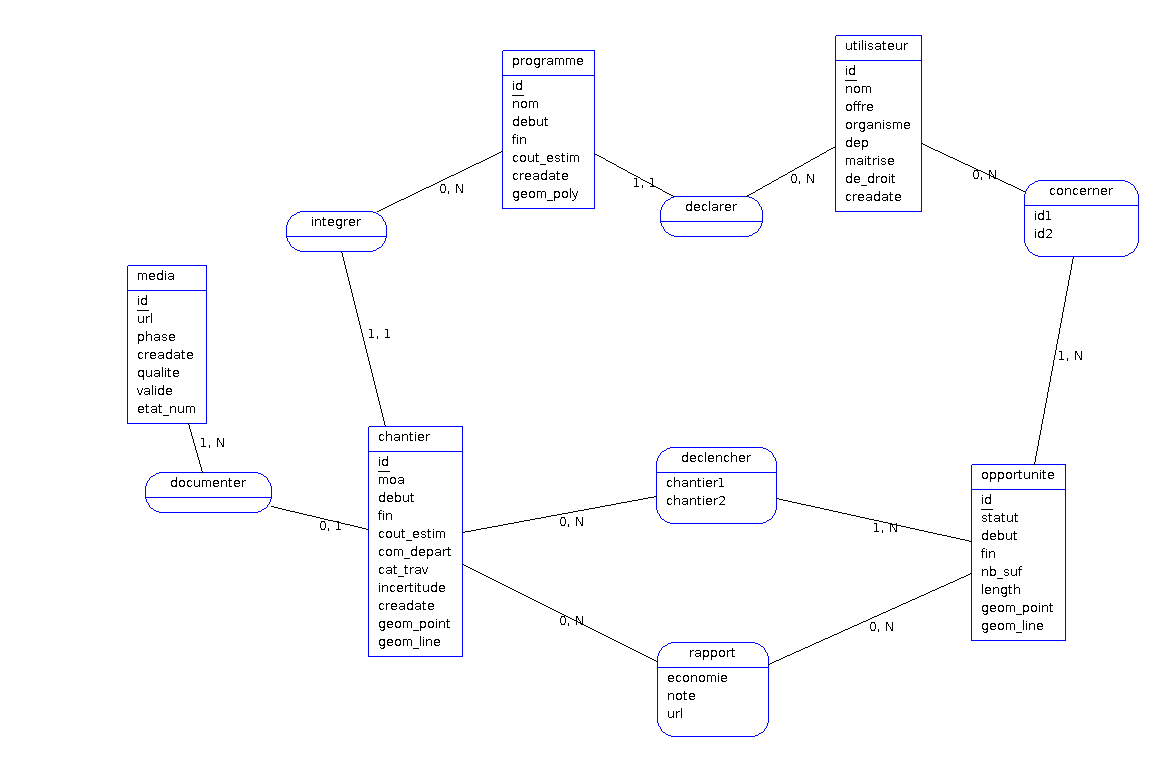 utilisateur
id
nom
offre
organisme
dep
maitrise
de_droit
creadate
programme
id
nom
debut
fin
cout_estim
creadate
geom_poly
0, N
1, 1
0, N
0, N
concerner
id1
id2
declarer
integrer
media
id
url
phase
creadate
qualite
valide
etat_num
1, 1
1, N
1, N
documenter
0, 1
chantier
id
moa
debut
fin
cout_estim
com_depart
cat_trav
incertitude
creadate
geom_point
geom_line
declencher
chantier1
chantier2
0, N
1, N
opportunite
id
statut
debut
fin
nb_suf
length
geom_point
geom_line
0, N
0, N
rapport
economie
note
url